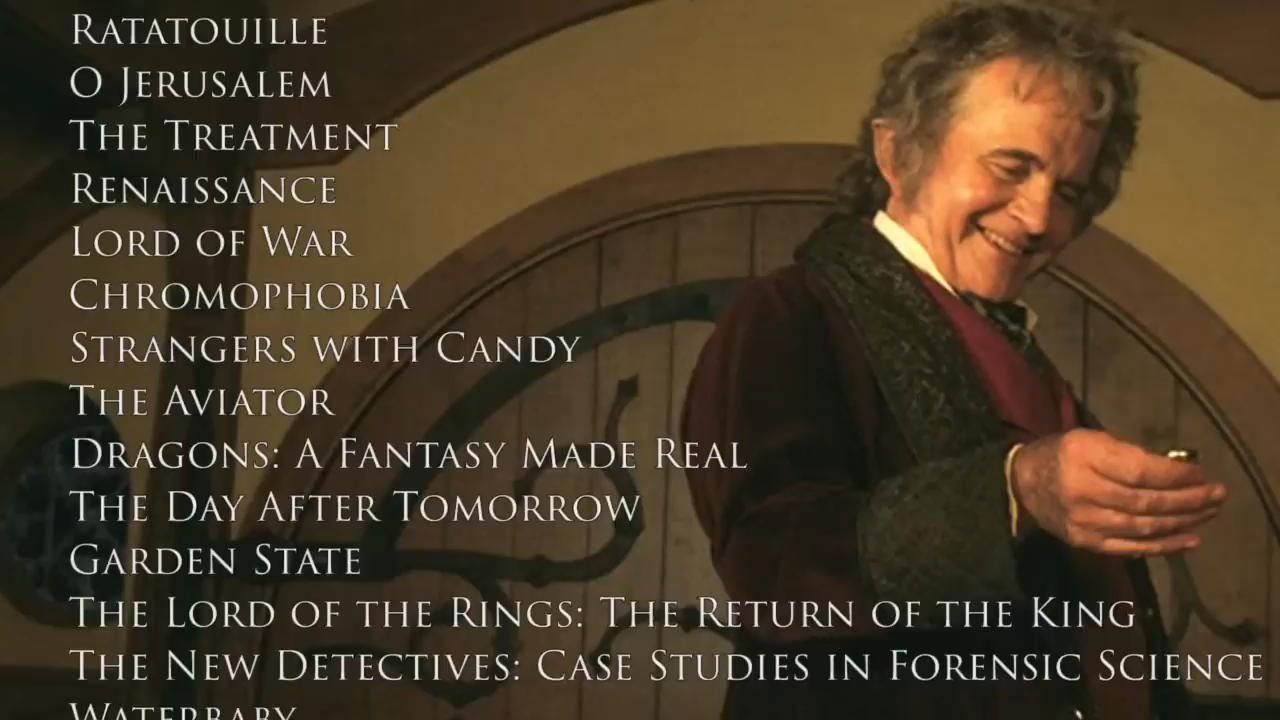 RATATOUILLE
O JERUSALEM
THE TREATMENT
RENAISSANCE
LORD OF WAR
CHROMOPHOBIA
STRANGERS WITH CANDY
THE AVIATOR
DRAGONS: A FANTASY MADE REAL
THE DAY AFTER TOMORROW
GARDEN STATE
THE LORD OF THE RINGS: THE RETURN OF THE KING
THE NEW DETECTIVES: CASE STUDIES IN FORENSIC SCIENCE
WATERBABY